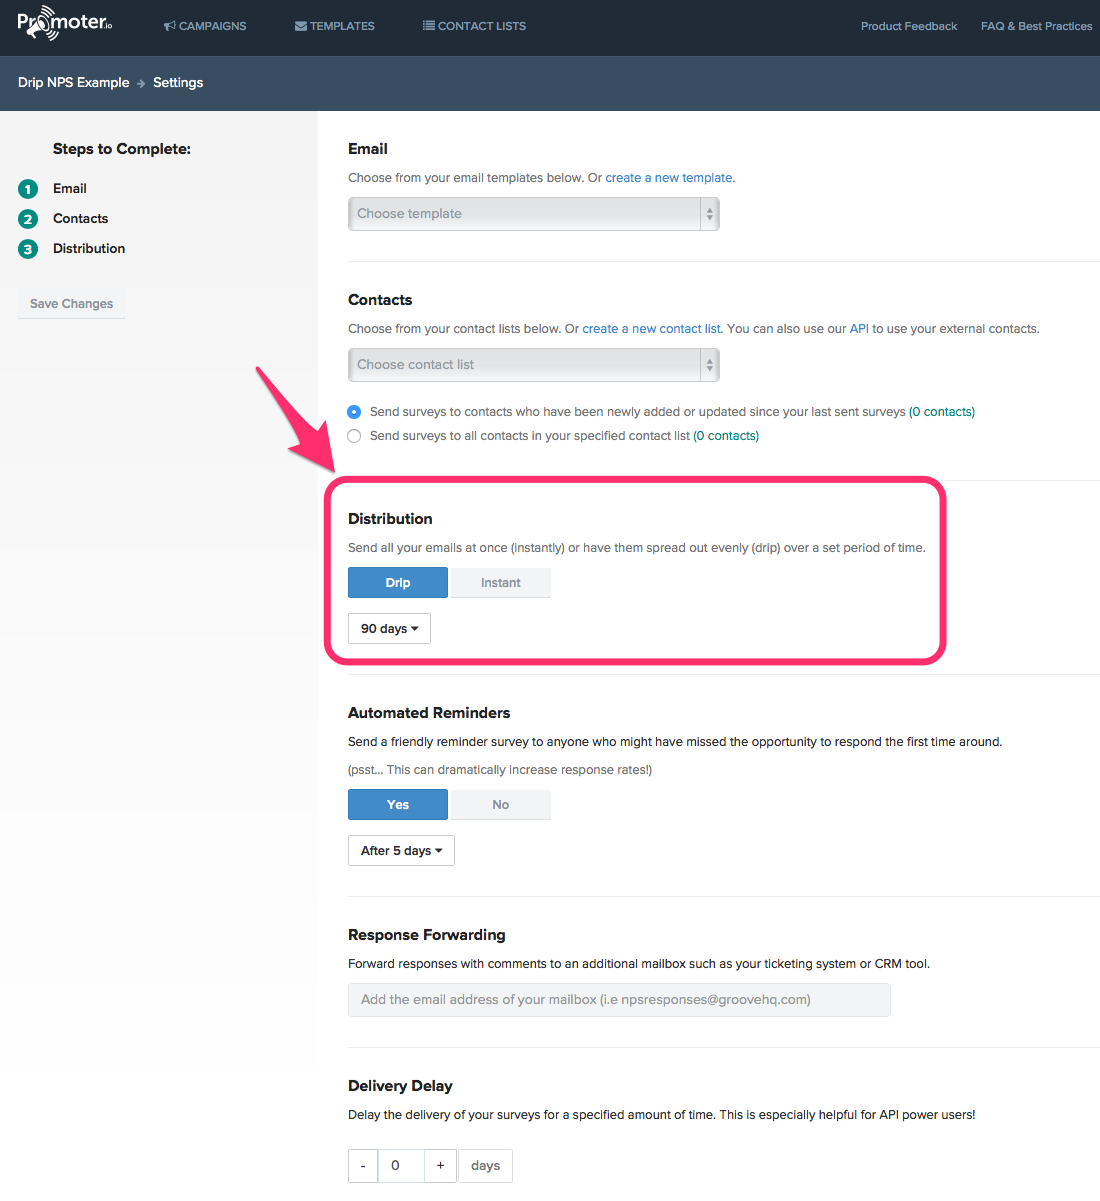 Promoter.io
CAMPAIGNS
TEMPLATES
CONTACT LISTS
Product Feedback
FAQ & Best Practices
Drip NPS Example → Settings
Steps to Complete:
1 Email
2 Contacts
3 Distribution
Save Changes
Email
Choose from your email templates below. Or create a new template.
Choose template
Contacts
Choose from your contact lists below. Or create a new contact list. You can also use our API to use your external contacts.
Choose contact list
Send surveys to contacts who have been newly added or updated since your last sent surveys (0 contacts)
Send surveys to all contacts in your specified contact list (0 contacts)
Distribution
Send all your emails at once (instantly) or have them spread out evenly (drip) over a set period of time.
Drip Instant
90 days
Automated Reminders
Send a friendly reminder survey to anyone who might have missed the opportunity to respond the first time around.
(psst... This can dramatically increase response rates!)
Yes No
After 5 days
Response Forwarding
Forward responses with comments to an additional mailbox such as your ticketing system or CRM tool.
Add the email address of your mailbox (i.e npsresponses@groovehq.com)
Delivery Delay
Delay the delivery of your surveys for a specified amount of time. This is especially helpful for API power users!
- 0 + days